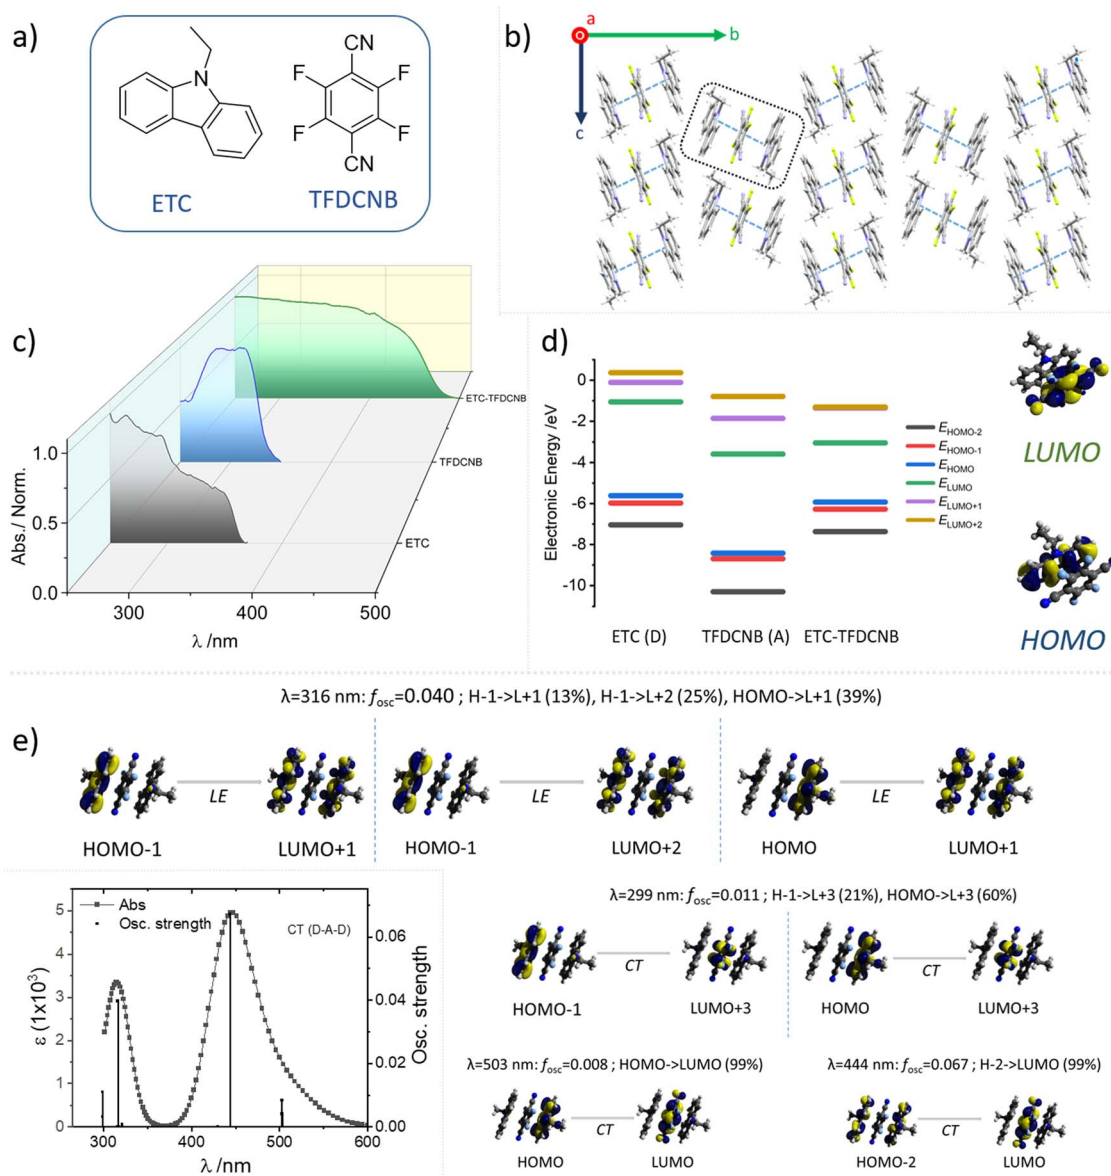 a)
N
ETC
CN
F
F
F
F
CN
TFDCNB
b)
a
o
b
c
c)
Abs./ Norm.
1.0
0.5
0.0
300
400
500
λ /nm
ETC-TFDCNB
TFDCNB
ETC
d)
Electronic Energy /eV
0
-2
-4
-6
-8
-10
ETC (D)
TFDCNB (A)
ETC-TFDCNB
EHOMO-2
EHOMO-1
EHOMO
ELUMO
ELUMO+1
ELUMO+2
LUMO
HOMO
λ=316 nm: fosc=0.040 ; H-1->L+1 (13%), H-1->L+2 (25%), HOMO->L+1 (39%)
e)
LE
LE
LE
HOMO-1
LUMO+1
HOMO-1
LUMO+2
HOMO
LUMO+1
λ=299 nm: fosc=0.011 ; H-1->L+3 (21%), HOMO->L+3 (60%)
CT
CT
HOMO-1
LUMO+3
HOMO
LUMO+3
λ=503 nm: fosc=0.008 ; HOMO->LUMO (99%)
λ=444 nm: fosc=0.067 ; H-2->LUMO (99%)
CT
CT
HOMO
LUMO
HOMO-2
LUMO
Abs
Osc. strength
CT (D-A-D)
ε (1x10³)
5
4
3
2
1
0
0.06
0.04
0.02
0.00
Osc. strength
300
400
500
600
λ /nm